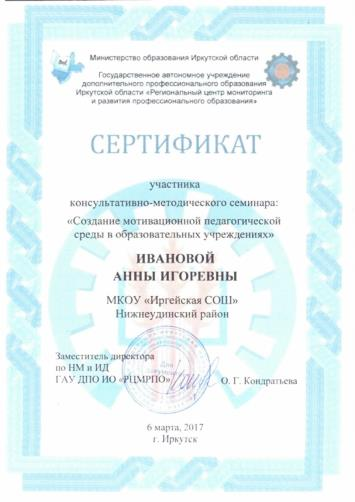 Министерство образования Иркутской области
Государственное автономное учреждение
дополнительного профессионального образования
Иркутской области «Региональный центр мониторинга
и развития профессионального образования»
СЕРТИФИКАТ
участника
консультативно-методического семинара:
«Создание мотивационной педагогической
среды в образовательных учреждениях»
ИВАНОВОЙ
АННЫ ИГОРЕВНЫ
МКОУ «Иргейская СОШ»
Нижнеудинский район
Заместитель директора
по НМ и ИД
ГАУ ДПО ИО «РЦМРПО»
О. Г. Кондратьева
Для
документов
6 марта, 2017
г. Иркутск